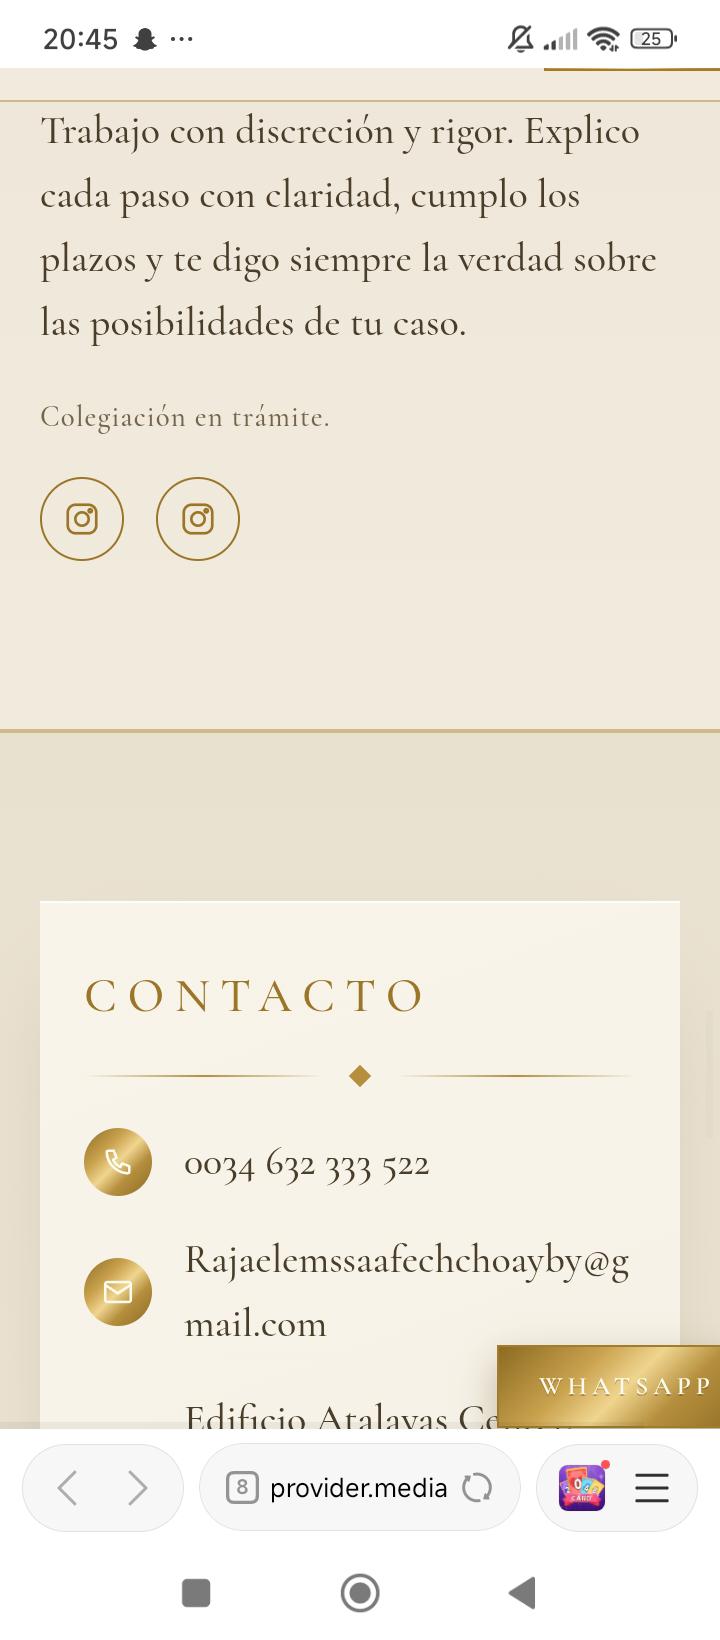 20:45
25
Trabajo con discreción y rigor. Explico
cada paso con claridad, cumplo los
plazos y te digo siempre la verdad sobre
las posibilidades de tu caso.
Colegiación en trámite.
CONTACTO
0034 632 333 522
Rajaelemssaafechchoayby@g
mail.com
Edificio Atalayas
WHATSAPP
8 provider.media